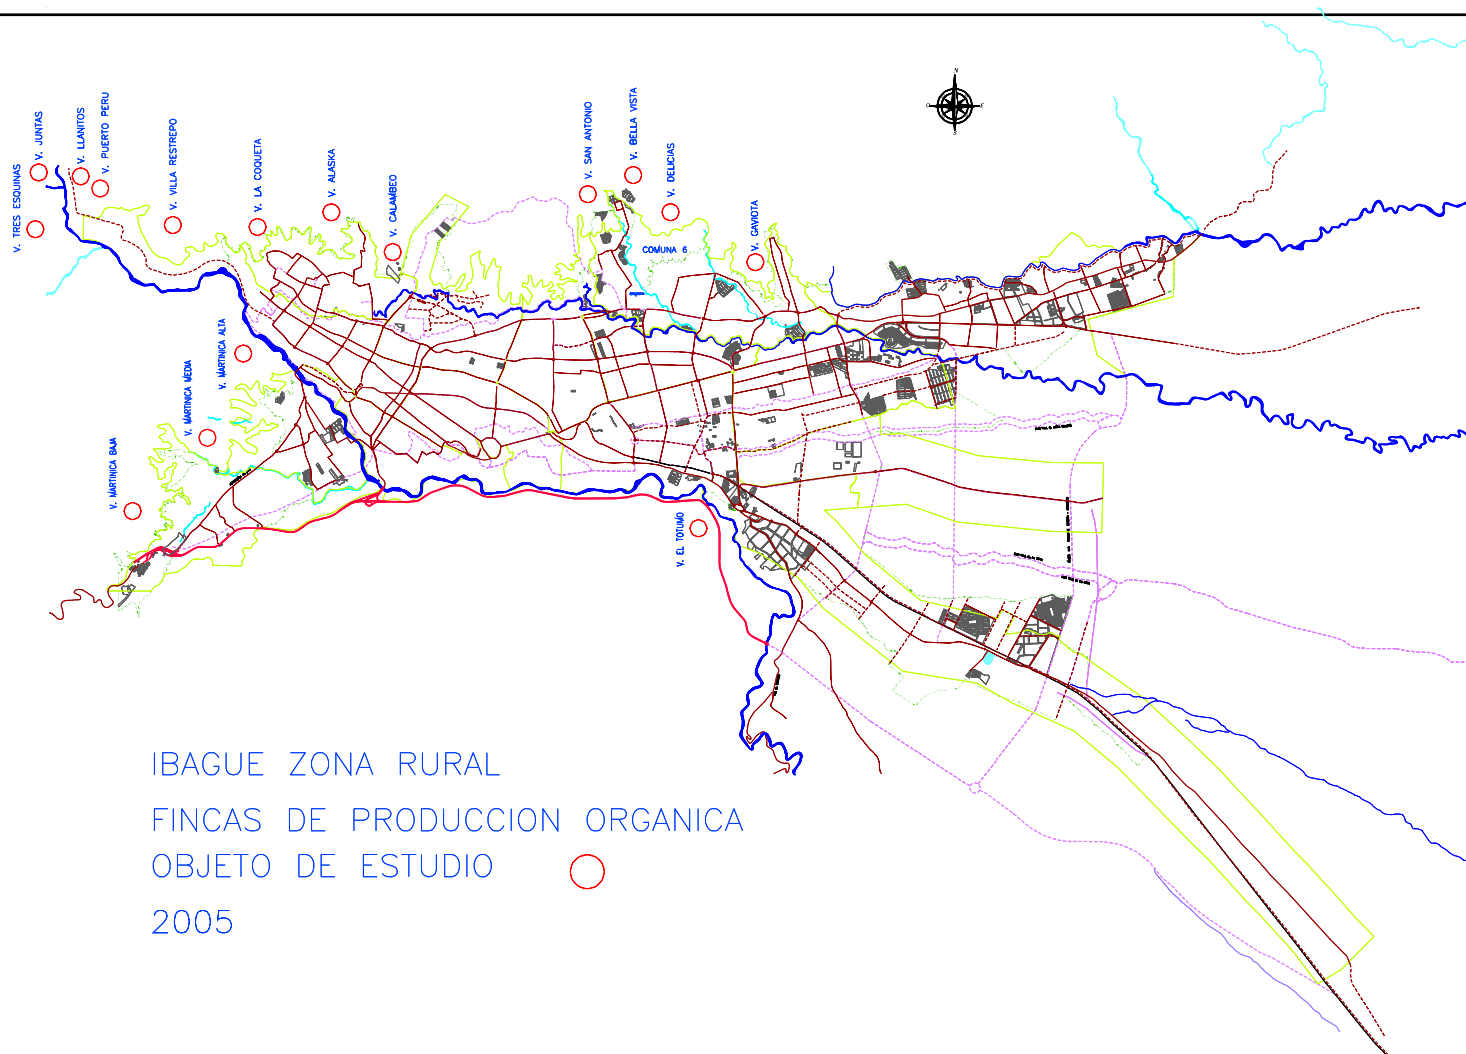 N
E
S
O
V. TRES ESQUINAS
V. JUNTAS
V. LLANITOS
V. PUERTO PERU
V. VILLA RESTREPO
V. LA COQUETA
V. ALASKA
V. CALAMBEO
V. SAN ANTONIO
V. BELLA VISTA
V. DELICIAS
COMUNA 6
V. GAVIOTA
V. MARTINICA ALTA
V. MARTINICA MEDIA
V. MARTINICA BAJA
V. EL TOTUMO
IBAGUE ZONA RURAL
FINCAS DE PRODUCCION ORGANICA
OBJETO DE ESTUDIO
2005